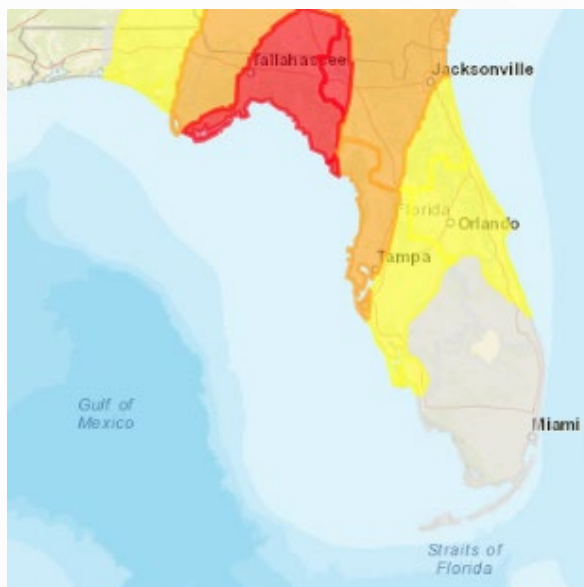 Tallahassee
Jacksonville
Florida
Orlando
Tampa
Gulf of
Mexico
Miami
Straits of
Florida